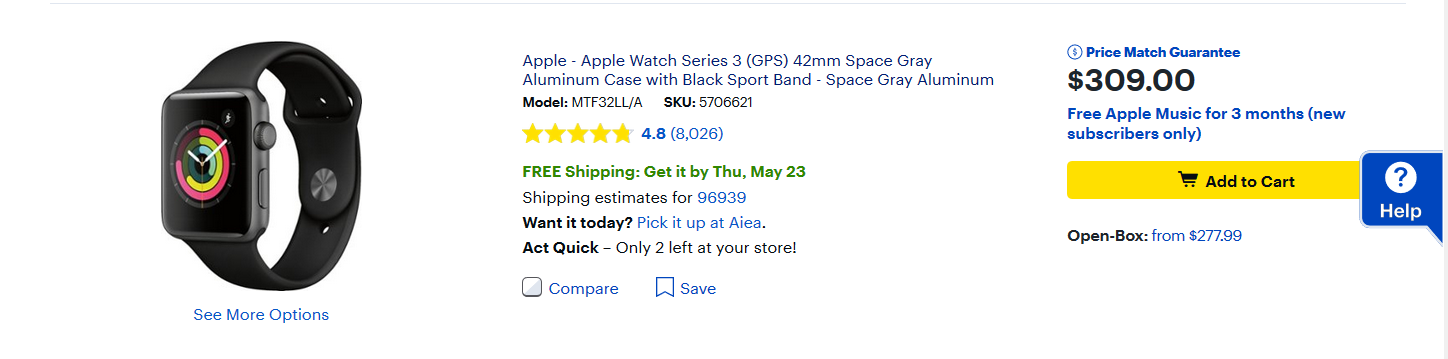 Apple - Apple Watch Series 3 (GPS) 42mm Space Gray
Aluminum Case with Black Sport Band - Space Gray Aluminum
Model: MTF32LL/A SKU: 5706621
4.8 (8,026)
FREE Shipping: Get it by Thu, May 23
Shipping estimates for 96939
Want it today? Pick it up at Aiea.
Act Quick – Only 2 left at your store!
Compare Save
See More Options
Price Match Guarantee
$309.00
Free Apple Music for 3 months (new
subscribers only)
Add to Cart
Open-Box: from $277.99
?
Help